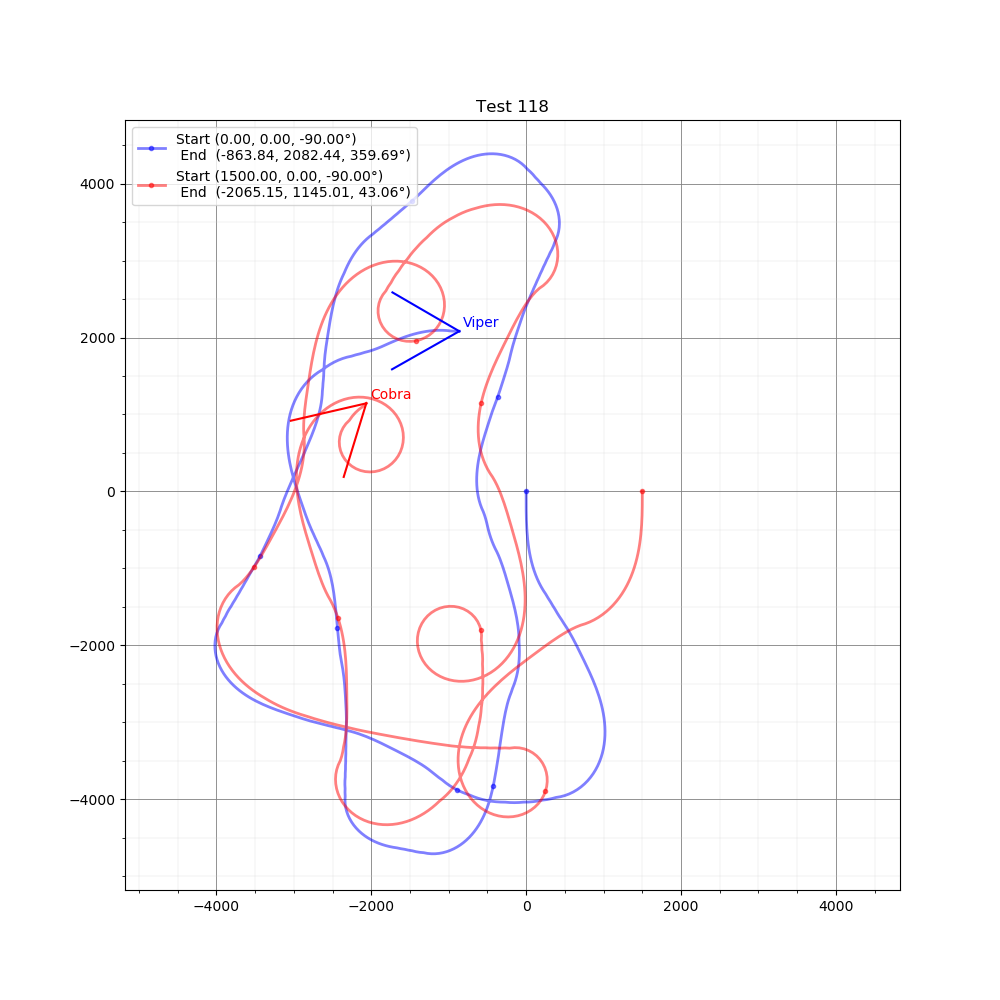 Test 118
Start (0.00, 0.00, -90.00°)
End (-863.84, 2082.44, 359.69°)
Start (1500.00, 0.00, -90.00°)
End (-2065.15, 1145.01, 43.06°)
4000
2000
0
−2000
−4000
Viper
Cobra
−4000 −2000 0 2000 4000